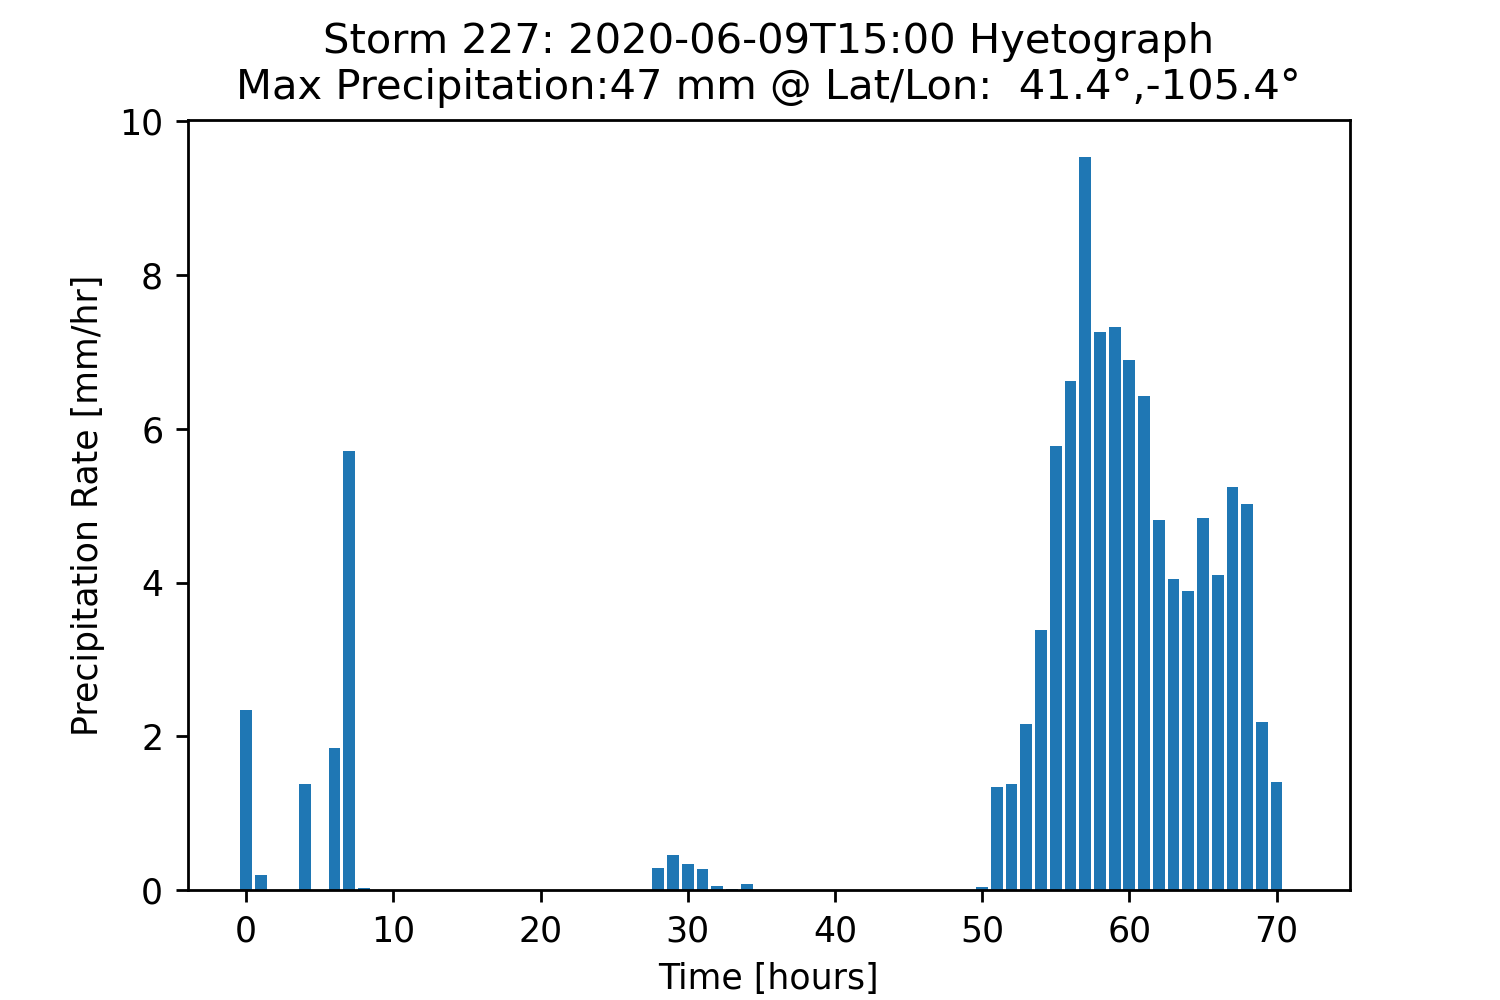 Storm 227: 2020-06-09T15:00 Hyetograph
Max Precipitation:47 mm @ Lat/Lon:  41.4°,-105.4°
10
8
6
4
2
0
Precipitation Rate [mm/hr]
0 10 20 30 40 50 60 70
Time [hours]